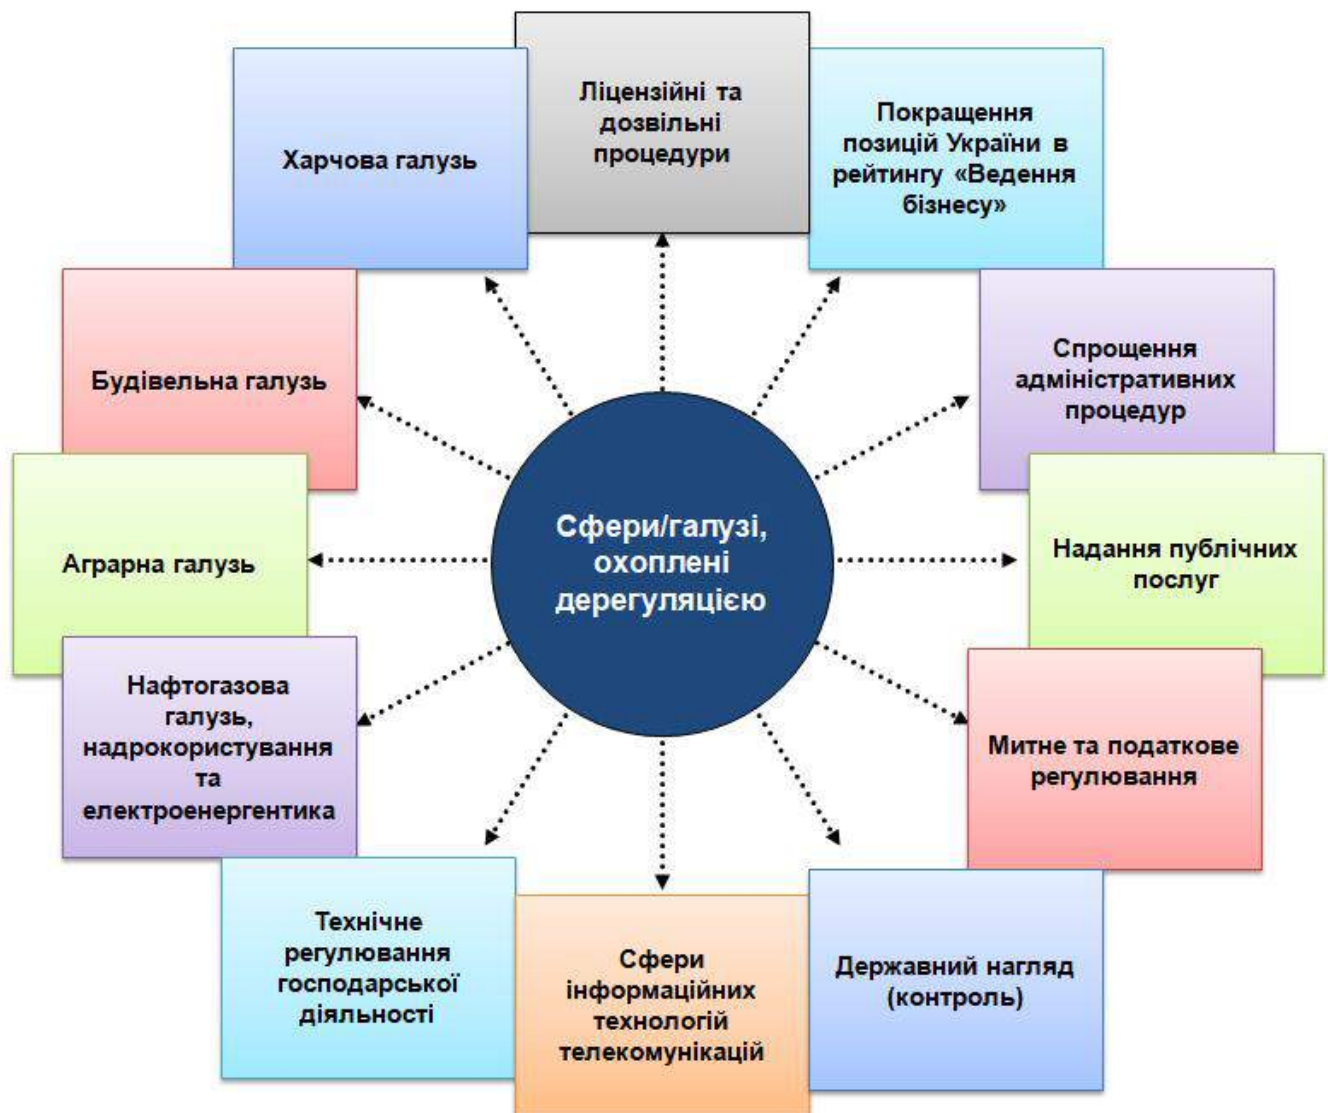 Ліцензійні та
дозвільні
процедури
Покращення
позицій України в
рейтингу «Ведення
бізнесу»
Спрощення
адміністративних
процедур
Надання публічних
послуг
Митне та податкове
регулювання
Державний нагляд
(контроль)
Сфери
інформаційних
технологій
телекомунікацій
Технічне
регулювання
господарської
діяльності
Нафтогазова
галузь,
надрокористування
та
електроенергентика
Аграрна галузь
Будівельна галузь
Харчова галузь
Сфери/галузі,
охоплені
дерегуляцією